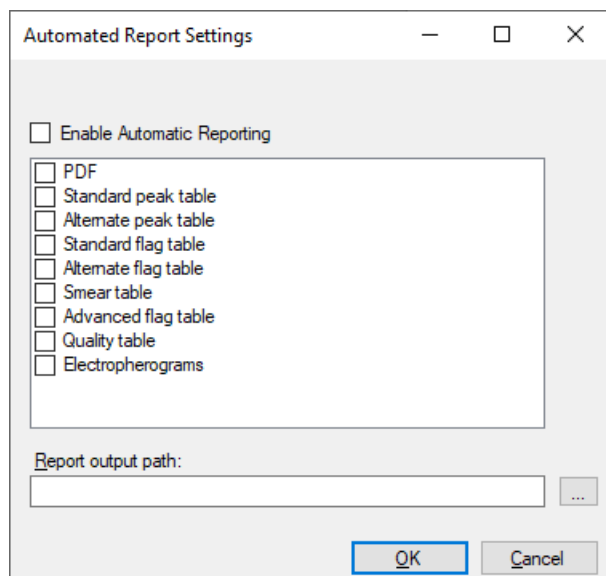 Automated Report Settings
Enable Automatic Reporting
PDF
Standard peak table
Alternate peak table
Standard flag table
Alternate flag table
Smear table
Advanced flag table
Quality table
Electropherograms
Report output path:
...
OK Cancel